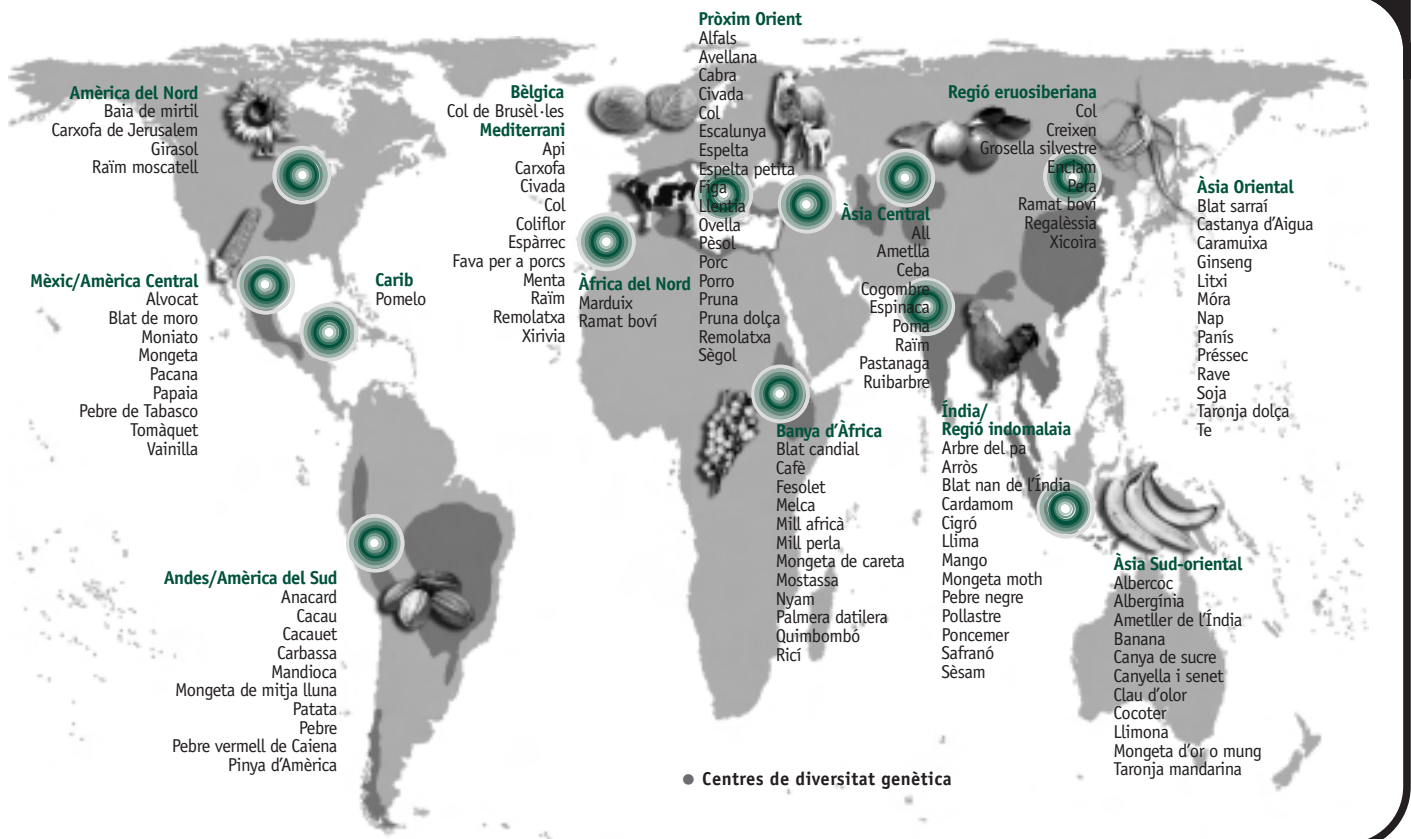 Amèrica del Nord
Baia de mirtil
Carxofa de Jerusalem
Girasol
Raïm moscatell
Mèxic/Amèrica Central
Alvocat
Blat de moro
Moniato
Mongeta
Pacana
Papaia
Pebre de Tabasco
Tomàquet
Vainilla
Carib
Pomelo
Andes/Amèrica del Sud
Anacard
Cacau
Cacauet
Carbassa
Mandioca
Mongeta de mitja lluna
Patata
Pebre
Pebre vermell de Caiena
Pinya d'Amèrica
Bèlgica
Col de Brusèl·les
Mediterrani
Api
Carxofa
Civada
Col
Coliflor
Espàrrec
Fava per a porcs
Menta
Raïm
Remolatxa
Xirivia
Àfrica del Nord
Marduix
Ramat boví
Pròxim Orient
Alfals
Avellana
Cabra
Civada
Col
Escalunya
Espelta
Espelta petita
Figa
Llentia
Ovella
Pèsol
Porc
Porro
Pruna
Pruna dolça
Remolatxa
Sègol
Banya d'Àfrica
Blat candial
Cafè
Fesolet
Melca
Mill africà
Mill perla
Mongeta de careta
Mostassa
Nyam
Palmera datilera
Quimbombó
Ricí
Àsia Central
All
Ametlla
Ceba
Cogombre
Espinaca
Poma
Raïm
Pastanaga
Ruibarbre
Regió eruosiberiana
Col
Creixen
Grosella silvestre
Enciam
Pera
Ramat boví
Regalèssia
Xicoira
Índia/
Regió indomalaia
Arbre del pa
Arròs
Blat nan de l'Índia
Cardamom
Cigró
Llima
Mango
Mongeta moth
Pebre negre
Pollastre
Poncemer
Safranó
Sèsam
Àsia Oriental
Blat sarraí
Castanya d'Aigua
Caramuixa
Ginseng
Litxi
Móra
Nap
Panís
Préssec
Rave
Soja
Taronja dolça
Te
Àsia Sud-oriental
Albercoc
Albergínia
Ametller de l'Índia
Banana
Canya de sucre
Canyella i senet
Clau d'olor
Cocoter
Llimona
Mongeta d'or o mung
Taronja mandarina
Centres de diversitat genètica